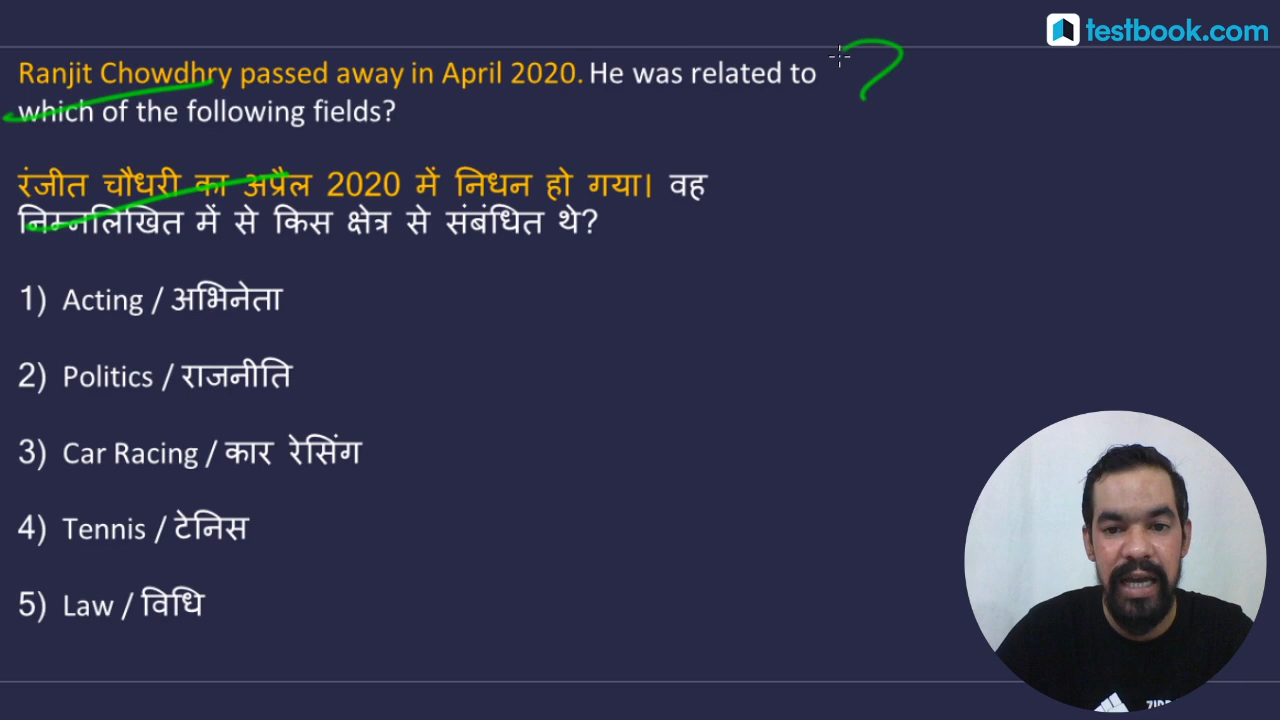 testbook.com
Ranjit Chowdhry passed away in April 2020. He was related to
which of the following fields?
रंजीत चौधरी का अप्रैल 2020 में निधन हो गया। वह
निम्नलिखित में से किस क्षेत्र से संबंधित थे?
1) Acting / अभिनेता
2) Politics / राजनीति
3) Car Racing / कार रेसिंग
4) Tennis / टेनिस
5) Law / विधि